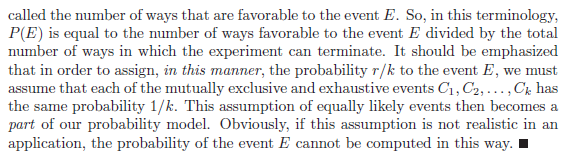 called the number of ways that are favorable to the event E. So, in this terminology,
P(E) is equal to the number of ways favorable to the event E divided by the total
number of ways in which the experiment can terminate. It should be emphasized
that in order to assign, in this manner, the probability r/k to the event E, we must
assume that each of the mutually exclusive and exhaustive events C₁, C₂, . . . , Cₖ has
the same probability 1/k. This assumption of equally likely events then becomes a
part of our probability model. Obviously, if this assumption is not realistic in an
application, the probability of the event E cannot be computed in this way. ■